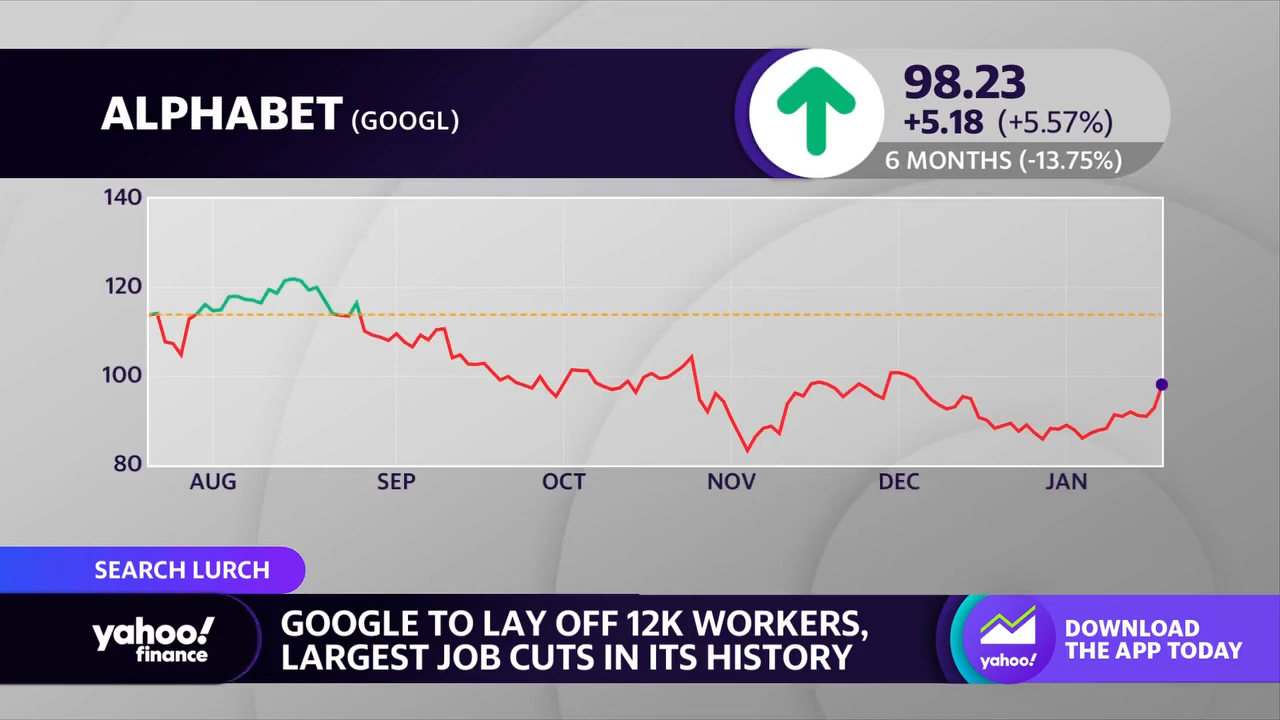 ALPHABET (GOOGL)
98.23
+5.18 (+5.57%)
6 MONTHS (-13.75%)
140
120
100
80
AUG SEP OCT NOV DEC JAN
SEARCH LURCH
yahoo!
finance
GOOGLE TO LAY OFF 12K WORKERS,
LARGEST JOB CUTS IN ITS HISTORY
yahoo!
DOWNLOAD
THE APP TODAY